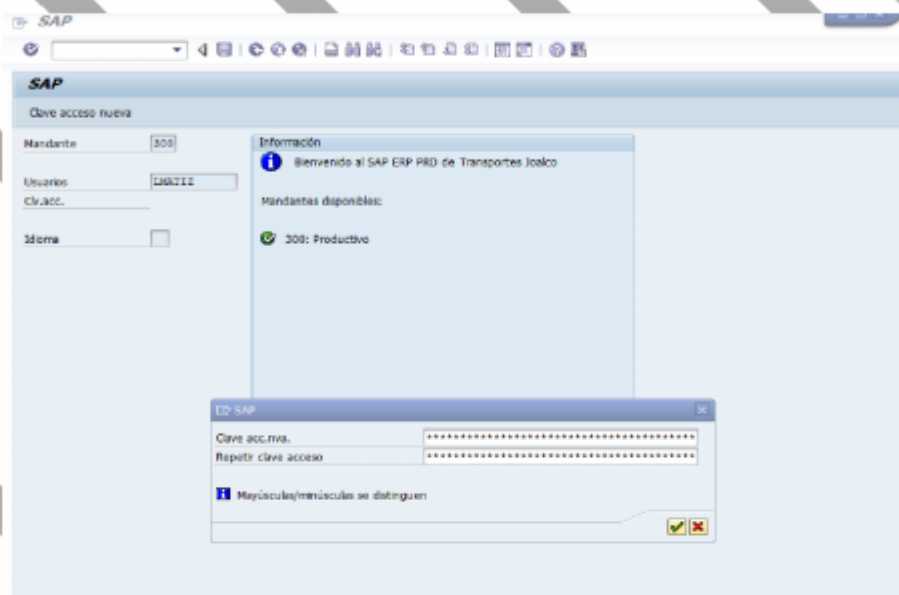 SAP
SAP
Clave acceso nueva
Mandante 300
Usuarios
Clv.acc.
Idioma
Información
Bienvenido al SAP ERP PRD de Transportes Joalco
Mandantes disponibles:
300: Productivo
SAP
Clave acc.nva. ****************************************
Repetir clave acceso ****************************************
Mayúsculas/minúsculas se distinguen